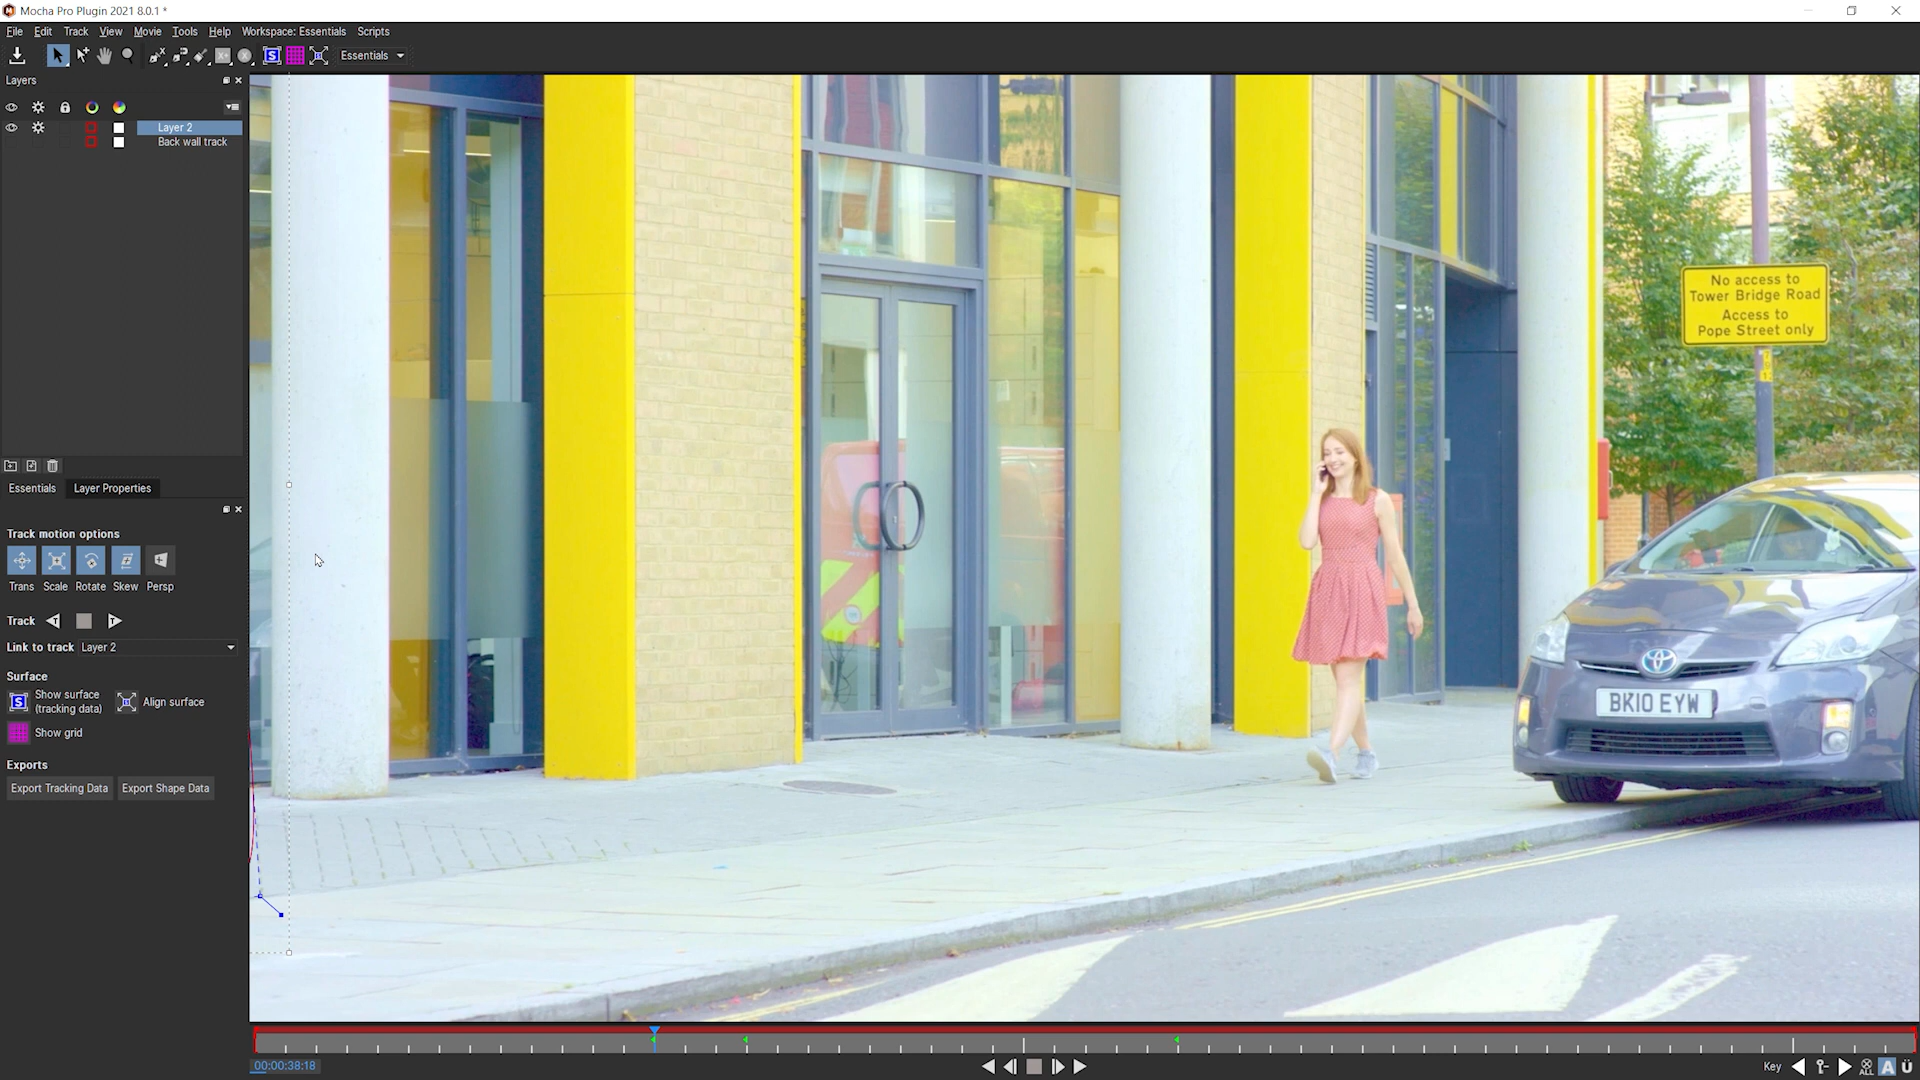 Mocha Pro Plugin 2021 8.0.1 *
File Edit Track View Movie Tools Help Workspace: Essentials Scripts
Essentials
Layers
Layer 2
Back wall track
Essentials Layer Properties
Track motion options
Trans Scale Rotate Skew Persp
Track
Link to track Layer 2
Surface
Show surface
(tracking data)
Align surface
Show grid
Exports
Export Tracking Data Export Shape Data
No access to
Tower Bridge Road
Access to
Pope Street only
BK10 EYW
00:00:38:18
Key
ALL
A
Ü